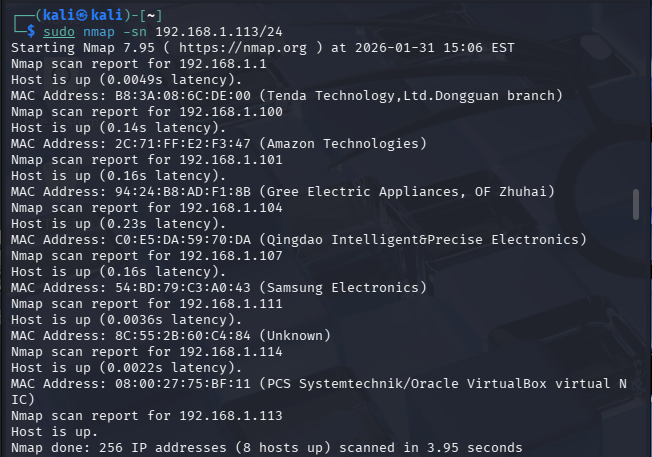 ┌──(kali㉿kali)-[~]
└─$ sudo nmap -sn 192.168.1.113/24
Starting Nmap 7.95 ( https://nmap.org ) at 2026-01-31 15:06 EST
Nmap scan report for 192.168.1.1
Host is up (0.0049s latency).
MAC Address: B8:3A:08:6C:DE:00 (Tenda Technology,Ltd.Dongguan branch)
Nmap scan report for 192.168.1.100
Host is up (0.14s latency).
MAC Address: 2C:71:FF:E2:F3:47 (Amazon Technologies)
Nmap scan report for 192.168.1.101
Host is up (0.16s latency).
MAC Address: 94:24:B8:AD:F1:8B (Gree Electric Appliances, OF Zhuhai)
Nmap scan report for 192.168.1.104
Host is up (0.23s latency).
MAC Address: C0:E5:DA:59:70:DA (Qingdao Intelligent&Precise Electronics)
Nmap scan report for 192.168.1.107
Host is up (0.16s latency).
MAC Address: 54:BD:79:C3:A0:43 (Samsung Electronics)
Nmap scan report for 192.168.1.111
Host is up (0.0036s latency).
MAC Address: 8C:55:2B:60:C4:84 (Unknown)
Nmap scan report for 192.168.1.114
Host is up (0.0022s latency).
MAC Address: 08:00:27:75:BF:11 (PCS Systemtechnik/Oracle VirtualBox virtual N
IC)
Nmap scan report for 192.168.1.113
Host is up.
Nmap done: 256 IP addresses (8 hosts up) scanned in 3.95 seconds